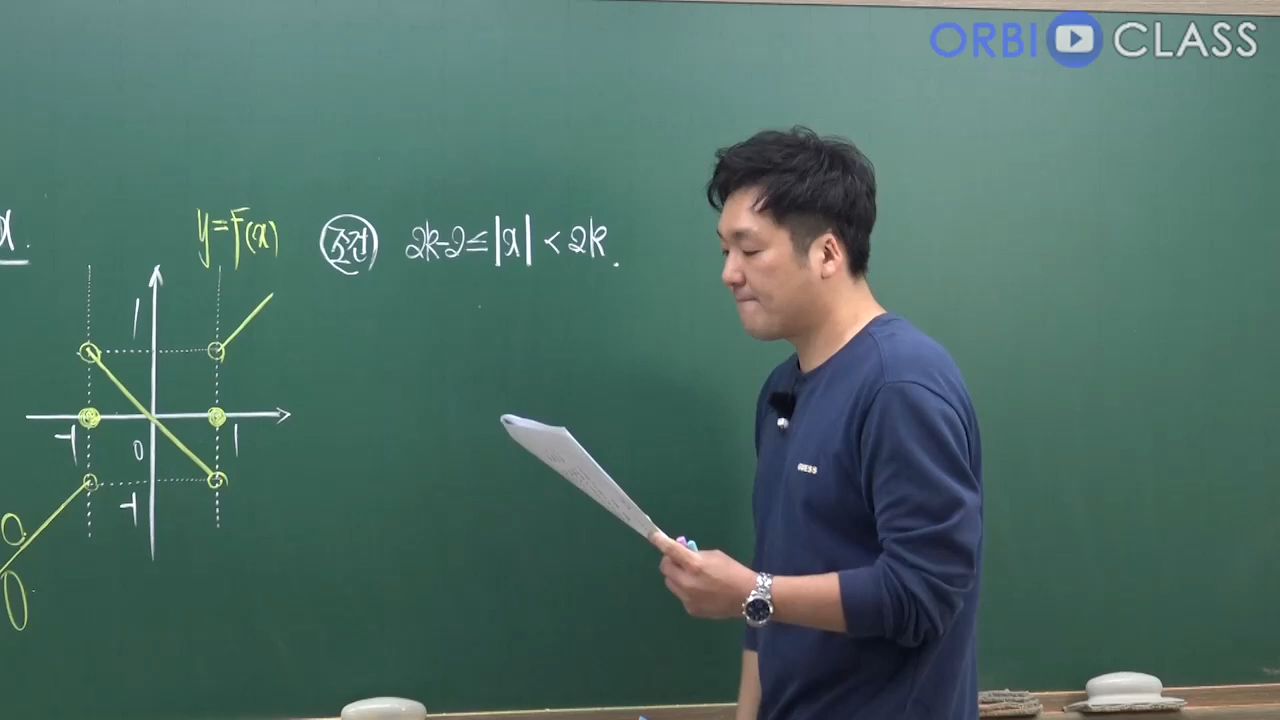 ORBI CLASS
x.
y=F(x)
조건 2k-2≤|x|<2k.
1
-1
0
1
-1
GUESS